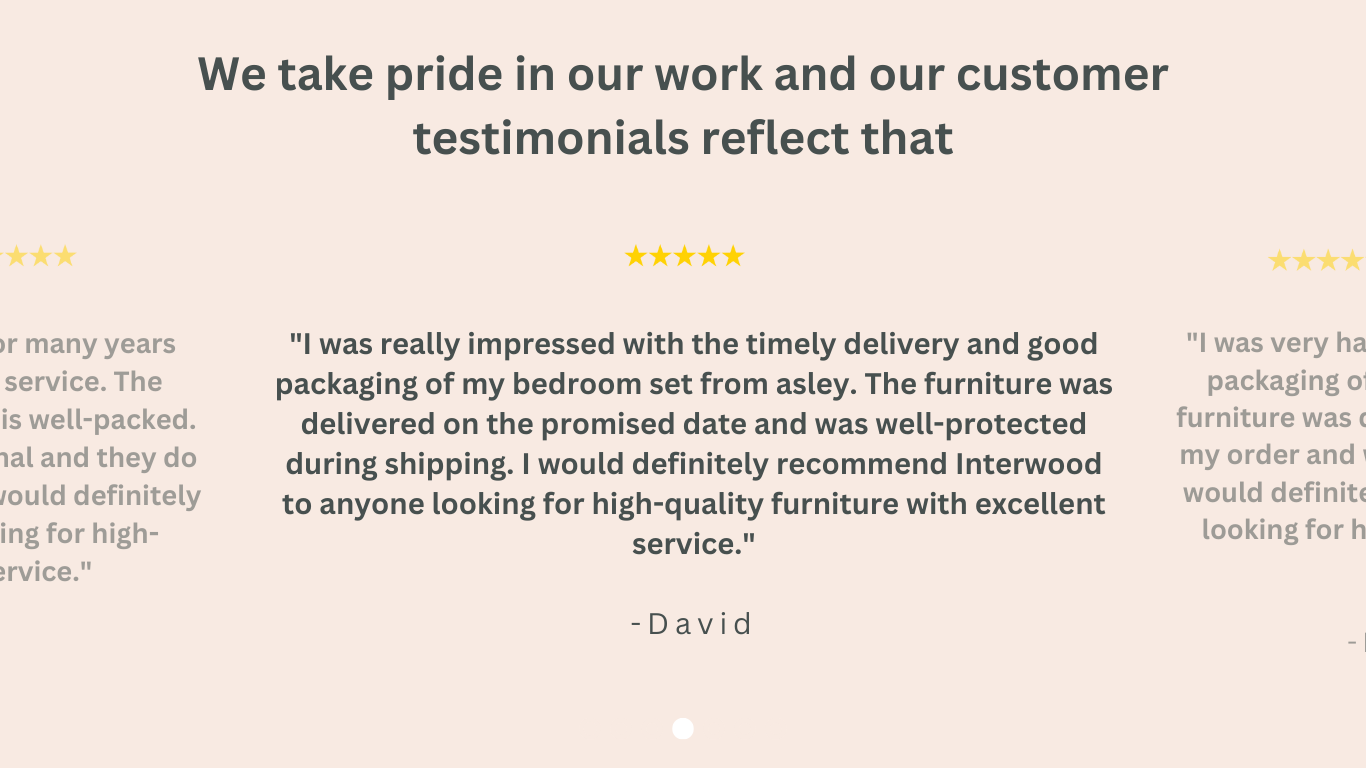 We take pride in our work and our customer
testimonials reflect that
★★★★
★★★★★
★★★★
or many years
service. The
is well-packed.
nal and they do
would definitely
ing for high-
ervice."
"I was really impressed with the timely delivery and good
packaging of my bedroom set from asley. The furniture was
delivered on the promised date and was well-protected
during shipping. I would definitely recommend Interwood
to anyone looking for high-quality furniture with excellent
service."
-David
"I was very ha
packaging of
furniture was
my order and
would definite
looking for h
-